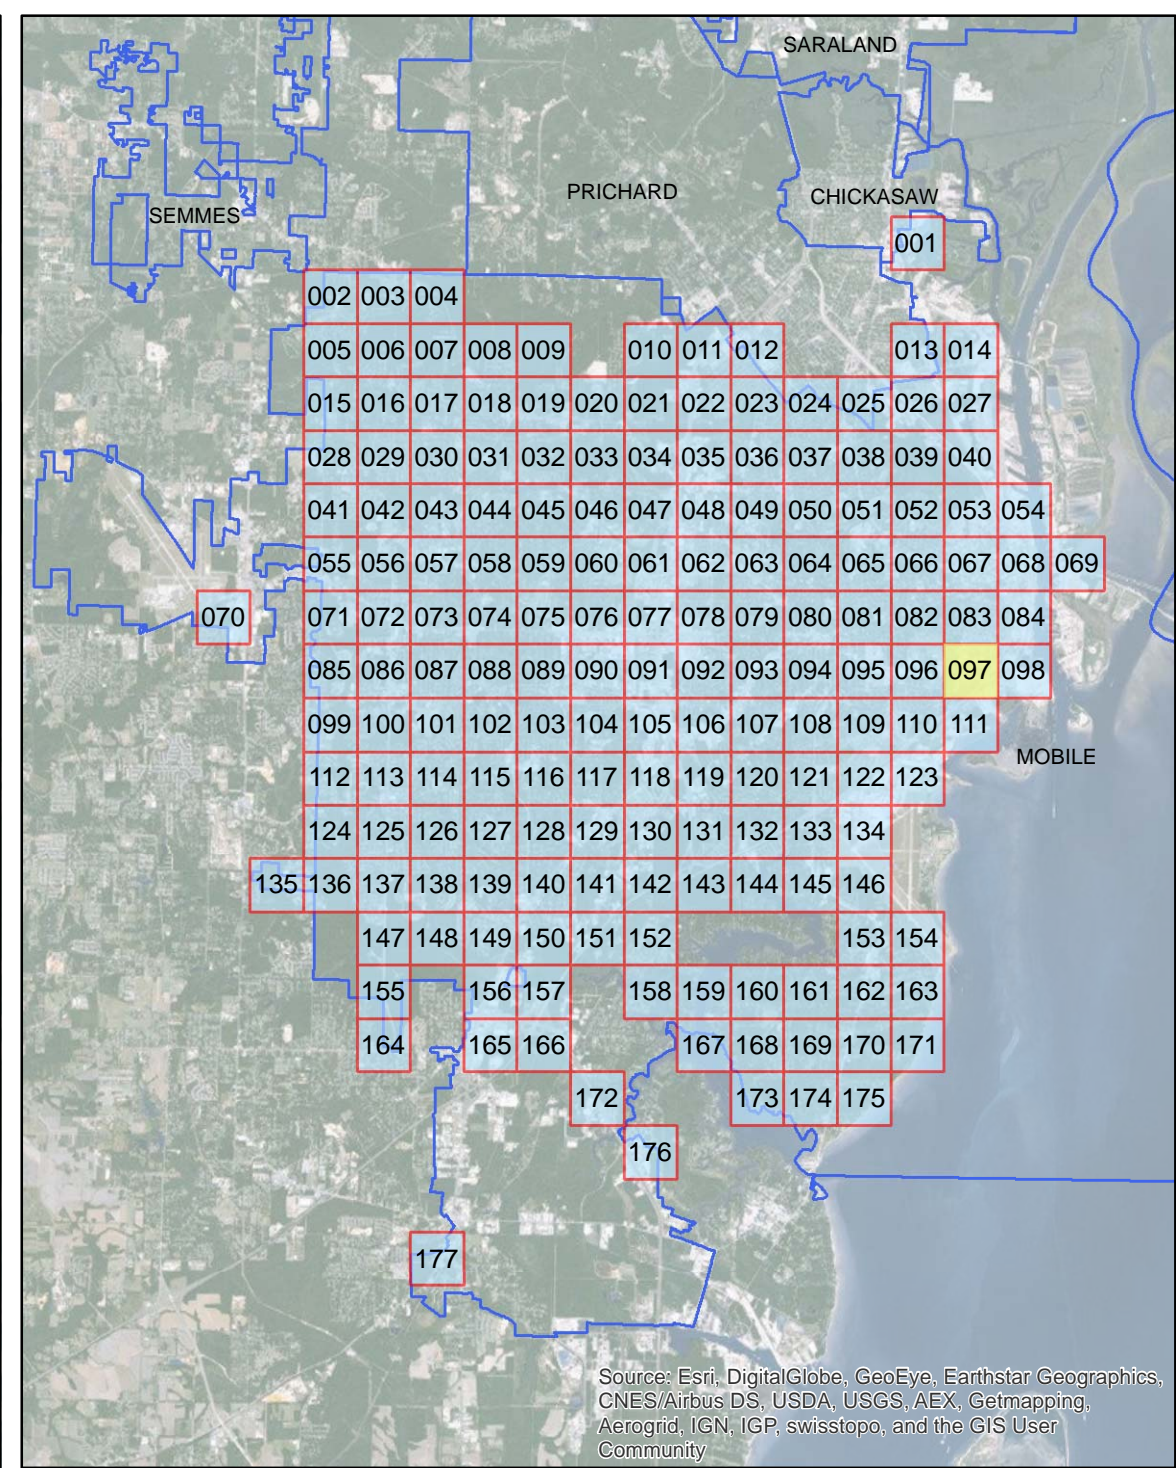 SARALAND
PRICHARD
CHICKASAW
SEMMES
001
002 003 004
005 006 007 008 009 010 011 012 013 014
015 016 017 018 019 020 021 022 023 024 025 026 027
028 029 030 031 032 033 034 035 036 037 038 039 040
041 042 043 044 045 046 047 048 049 050 051 052 053 054
055 056 057 058 059 060 061 062 063 064 065 066 067 068 069
070 071 072 073 074 075 076 077 078 079 080 081 082 083 084
085 086 087 088 089 090 091 092 093 094 095 096 097 098
099 100 101 102 103 104 105 106 107 108 109 110 111
MOBILE
112 113 114 115 116 117 118 119 120 121 122 123
124 125 126 127 128 129 130 131 132 133 134
135 136 137 138 139 140 141 142 143 144 145 146
147 148 149 150 151 152 153 154
155 156 157 158 159 160 161 162 163
164 165 166 167 168 169 170 171
172 173 174 175
176
177
Source: Esri, DigitalGlobe, GeoEye, Earthstar Geographics,
CNES/Airbus DS, USDA, USGS, AEX, Getmapping,
Aerogrid, IGN, IGP, swisstopo, and the GIS User
Community